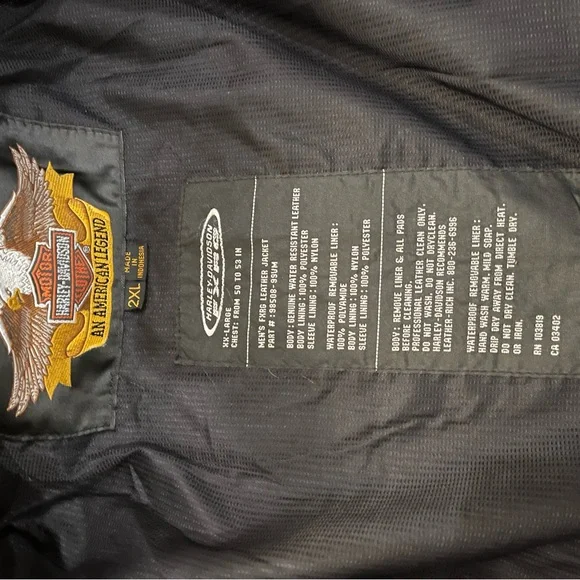 MOTOR
HARLEY-DAVIDSON
CYCLES
AN AMERICAN LEGEND
2XL
MADE
IN
INDONESIA
HARLEY-DAVIDSON
FXRG
XX-LARGE
CHEST: FROM 50 TO 53 IN
MEN'S FXRG LEATHER JACKET
PART #:98508-99VM
BODY: GENUINE WATER RESISTANT LEATHER
BODY LINING: 100% POLYESTER
SLEEVE LINING: 100% NYLON
WATERPROOF REMOVABLE LINER:
100% POLYAMIDE
BODY LINING: 100% NYLON
SLEEVE LINING: 100% POLYESTER
BODY: REMOVE LINER & ALL PADS
BEFORE CLEANING.
PROFESSIONAL LEATHER CLEAN ONLY.
DO NOT WASH. DO NOT DRYCLEAN.
HARLEY-DAVIDSON RECOMMENDS
LEATHER-RICH INC. 800-236-6996
WATERPROOF REMOVABLE LINER:
HAND WASH WARM, MILD SOAP.
DRIP DRY AWAY FROM DIRECT HEAT.
DO NOT DRY CLEAN, TUMBLE DRY,
OR IRON.
RN 103819
CA 03402